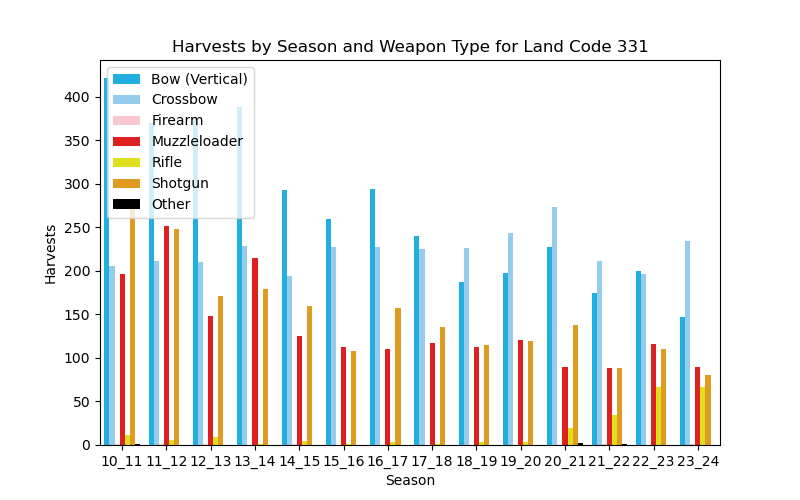 Harvests by Season and Weapon Type for Land Code 331
Bow (Vertical)
Crossbow
Firearm
Muzzleloader
Rifle
Shotgun
Other
Harvests
400
350
300
250
200
150
100
50
0
10_11 11_12 12_13 13_14 14_15 15_16 16_17 17_18 18_19 19_20 20_21 21_22 22_23 23_24
Season